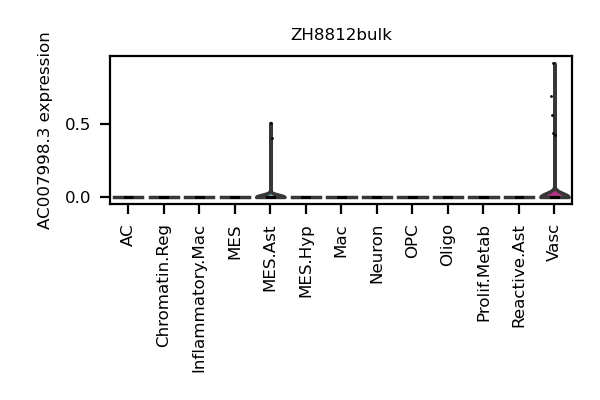 ZH8812bulk
AC007998.3 expression
0.5
0.0
AC
Chromatin.Reg
Inflammatory.Mac
MES
MES.Ast
MES.Hyp
Mac
Neuron
OPC
Oligo
Prolif.Metab
Reactive.Ast
Vasc